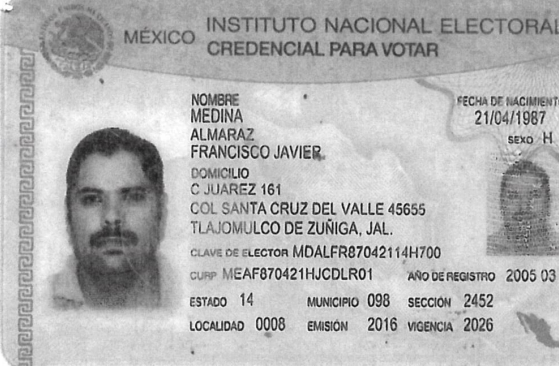 MÉXICO INSTITUTO NACIONAL ELECTORAL
CREDENCIAL PARA VOTAR
NOMBRE
MEDINA
ALMARAZ
FRANCISCO JAVIER
FECHA DE NACIMIENTO
21/04/1987
SEXO H
DOMICILIO
C JUAREZ 161
COL SANTA CRUZ DEL VALLE 45655
TLAJOMULCO DE ZUÑIGA, JAL.
CLAVE DE ELECTOR MDALFR87042114H700
CURP MEAF870421HJCDLR01 AÑO DE REGISTRO 2005 03
ESTADO 14 MUNICIPIO 098 SECCIÓN 2452
LOCALIDAD 0008 EMISIÓN 2016 VIGENCIA 2026